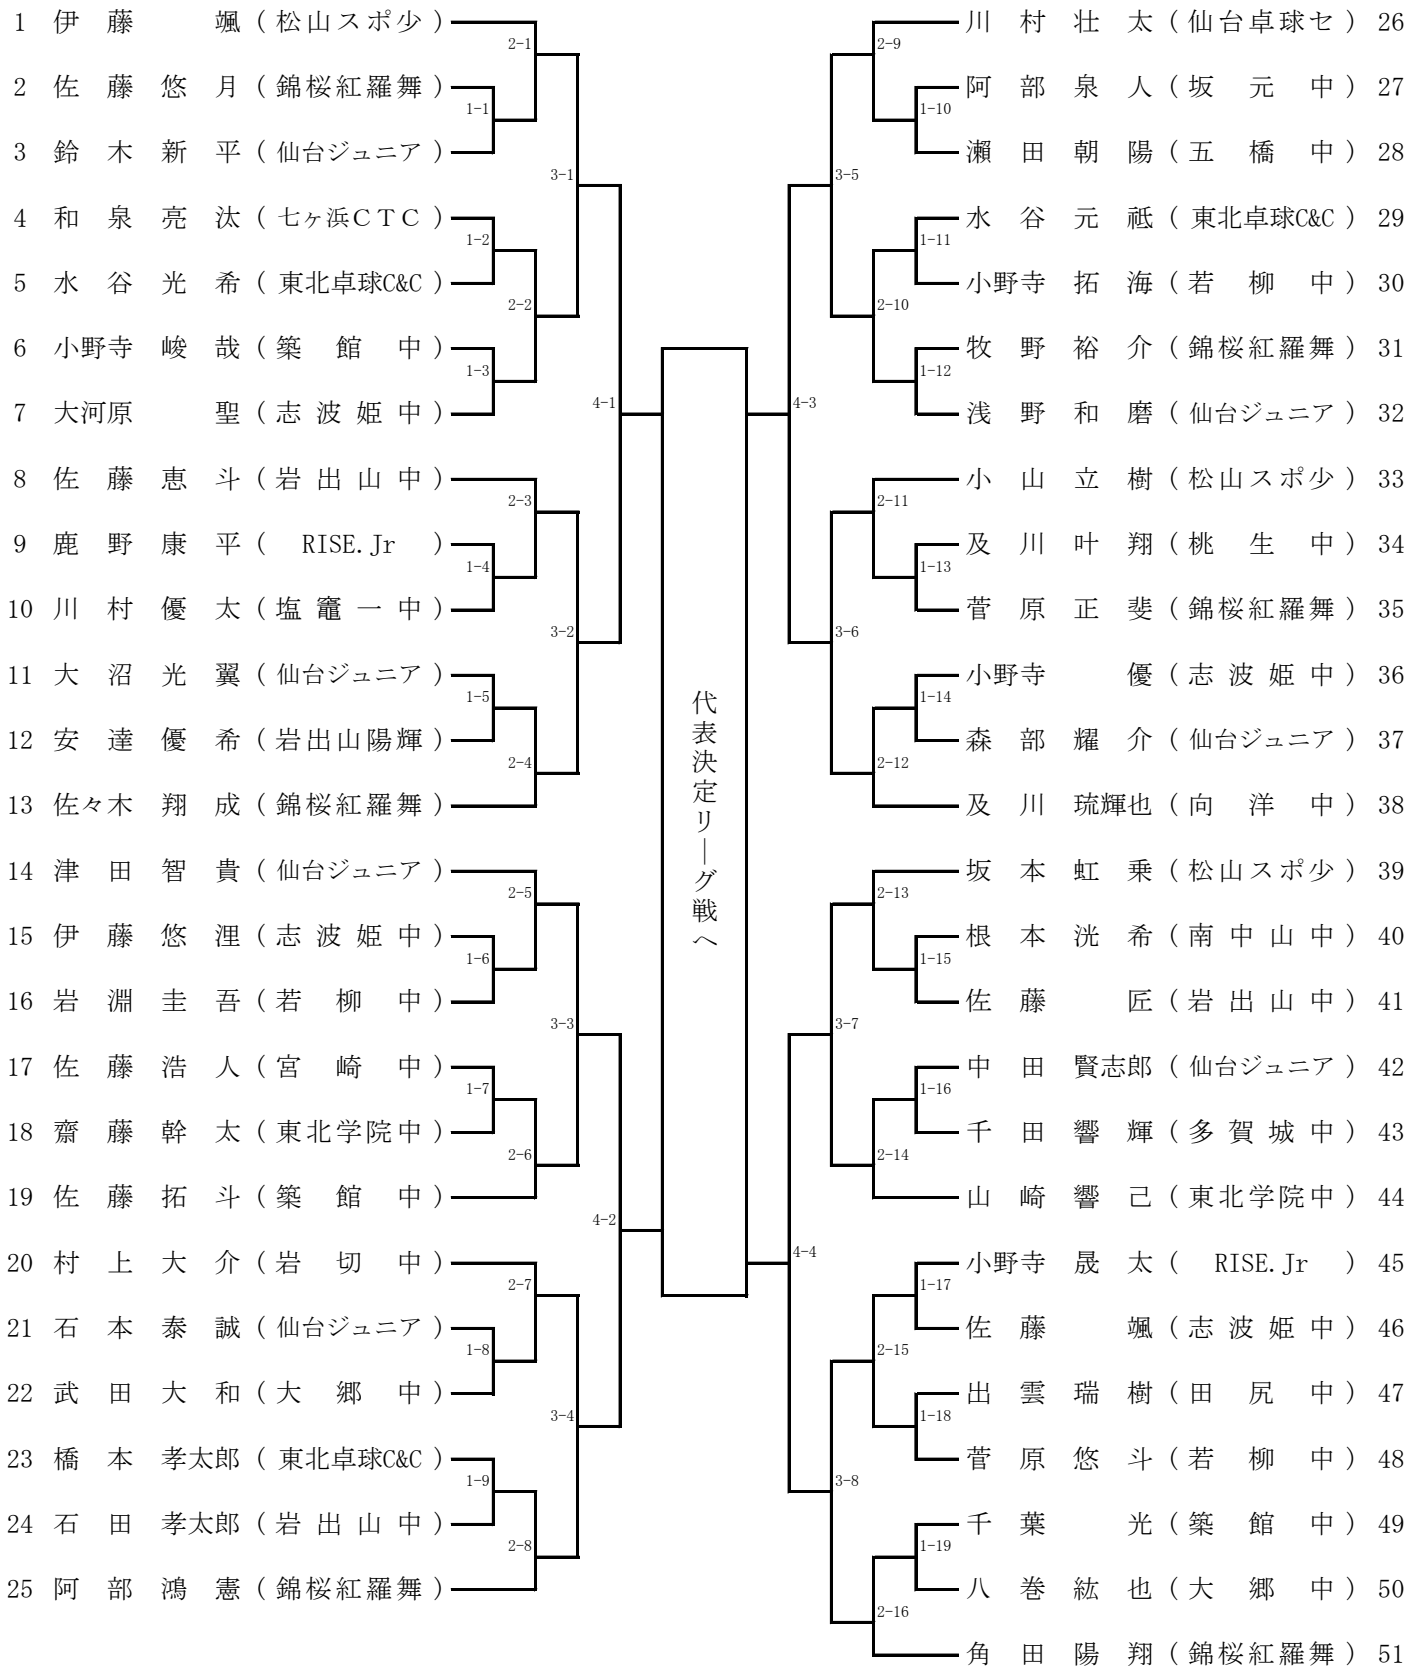 1 伊藤 颯 (松山スポ少)
2-1
2 佐藤悠月 (錦桜紅羅舞)
1-1
3 鈴木新平 (仙台ジュニア)
3-1
4 和泉亮汰 (七ヶ浜ＣＴＣ)
1-2
5 水谷光希 (東北卓球C&C)
2-2
6 小野寺峻哉 (築館中)
1-3
7 大河原 聖 (志波姫中)
4-1
8 佐藤恵斗 (岩出山中)
2-3
9 鹿野康平 (RISE.Jr)
1-4
10 川村優太 (塩竈一中)
3-2
11 大沼光翼 (仙台ジュニア)
1-5
12 安達優希 (岩出山陽輝)
2-4
13 佐々木翔成 (錦桜紅羅舞)
14 津田智貴 (仙台ジュニア)
2-5
15 伊藤悠浬 (志波姫中)
1-6
16 岩淵圭吾 (若柳中)
3-3
17 佐藤浩人 (宮崎中)
1-7
18 齋藤幹太 (東北学院中)
2-6
19 佐藤拓斗 (築館中)
4-2
20 村上大介 (岩切中)
2-7
21 石本泰誠 (仙台ジュニア)
1-8
22 武田大和 (大郷中)
3-4
23 橋本孝太郎 (東北卓球C&C)
1-9
24 石田孝太郎 (岩出山中)
2-8
25 阿部鴻憲 (錦桜紅羅舞)
代表決定リーグ戦へ
川村壮太 (仙台卓球セ) 26
2-9
阿部泉人 (坂元中) 27
1-10
瀬田朝陽 (五橋中) 28
3-5
水谷元祗 (東北卓球C&C) 29
1-11
小野寺拓海 (若柳中) 30
2-10
牧野裕介 (錦桜紅羅舞) 31
1-12
浅野和磨 (仙台ジュニア) 32
4-3
小山立樹 (松山スポ少) 33
2-11
及川叶翔 (桃生中) 34
1-13
菅原正斐 (錦桜紅羅舞) 35
3-6
小野寺 優 (志波姫中) 36
1-14
森部耀介 (仙台ジュニア) 37
2-12
及川琉輝也 (向洋中) 38
坂本虹乗 (松山スポ少) 39
2-13
根本洸希 (南中山中) 40
1-15
佐藤 匠 (岩出山中) 41
3-7
中田賢志郎 (仙台ジュニア) 42
1-16
千田響輝 (多賀城中) 43
2-14
山崎響己 (東北学院中) 44
4-4
小野寺晟太 (RISE.Jr) 45
1-17
佐藤 颯 (志波姫中) 46
2-15
出雲瑞樹 (田尻中) 47
1-18
菅原悠斗 (若柳中) 48
3-8
千葉 光 (築館中) 49
1-19
八巻紘也 (大郷中) 50
2-16
角田陽翔 (錦桜紅羅舞) 51